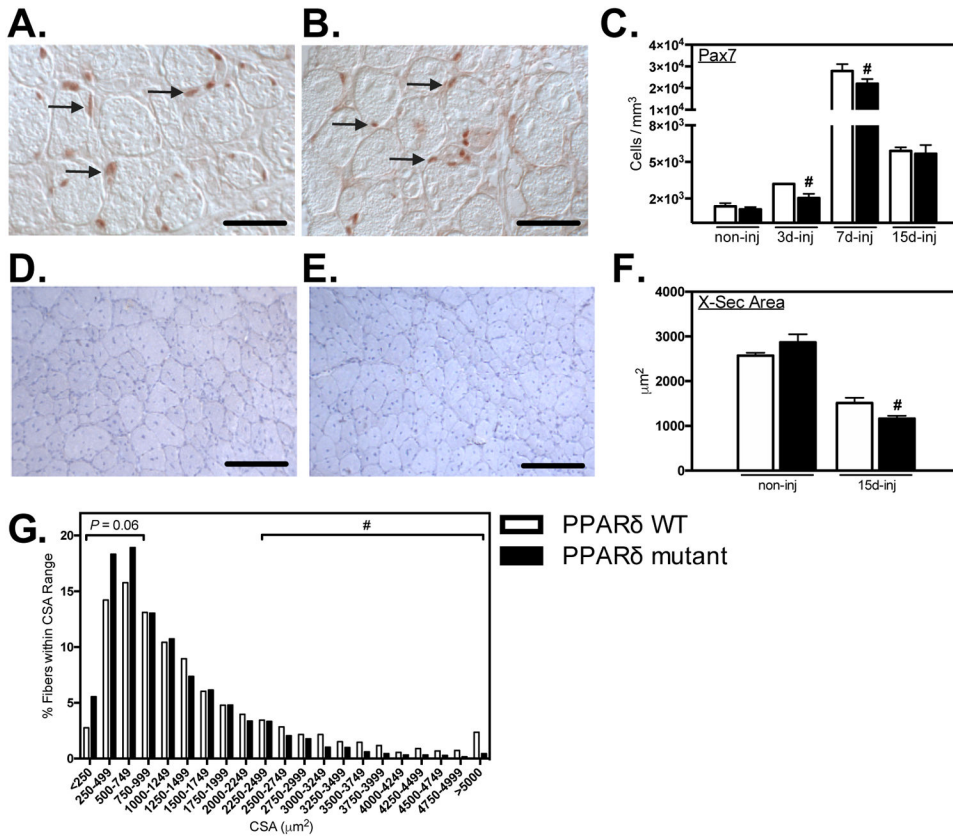 A.
B.
C.
Pax7
Cells / mm³
4×10⁴
3×10⁴
2×10⁴
1×10⁴
8×10³
5×10³
2×10³
#
#
non-inj
3d-inj
7d-inj
15d-inj
D.
E.
F.
X-Sec Area
μm²
4000
3000
2000
1000
0
#
non-inj
15d-inj
G.
P = 0.06
#
% Fibers within CSA Range
20
15
10
5
0
<250
250-499
500-749
750-999
1000-1249
1250-1499
1500-1749
1750-1999
2000-2249
2250-2499
2500-2749
2750-2999
3000-3249
3250-3499
3500-3749
3750-3999
4000-4249
4250-4499
4500-4749
4750-4999
>5000
CSA (μm²)
PPARδ WT
PPARδ mutant